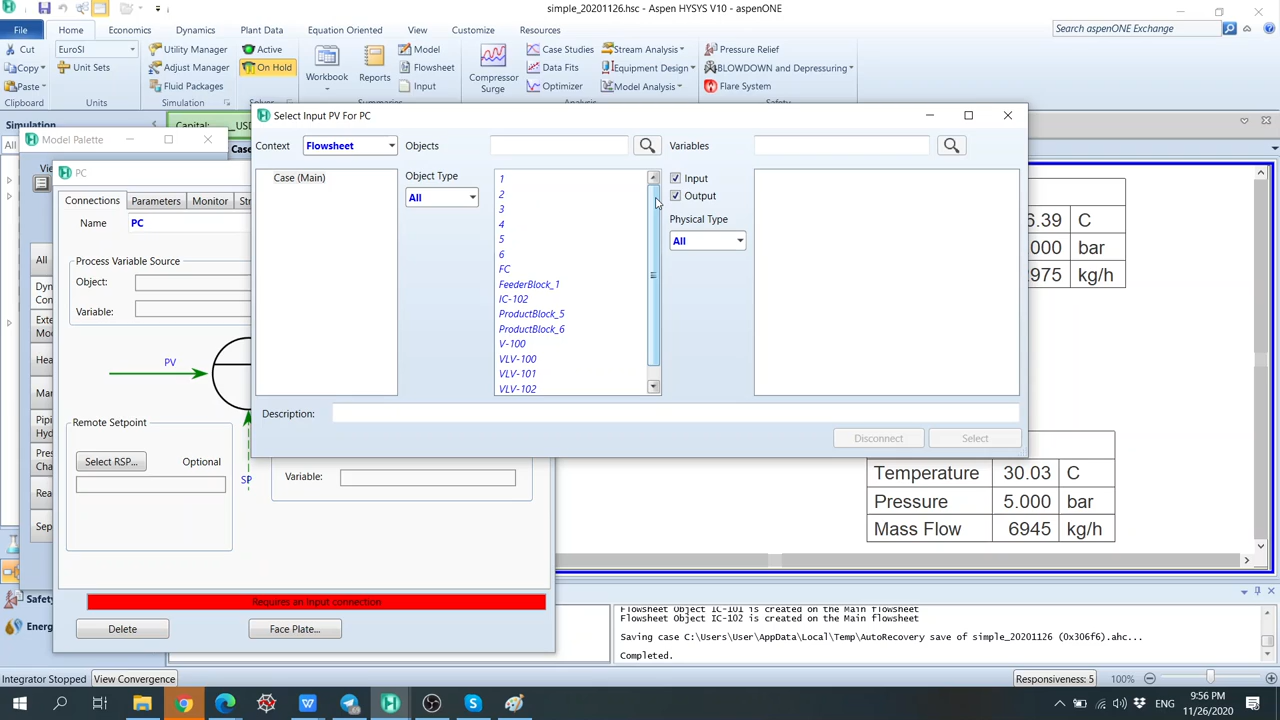 simple_20201126.hsc - Aspen HYSYS V10 - aspenONE
File Home Economics Dynamics Plant Data Equation Oriented View Customize Resources Search aspenONE Exchange
Cut EuroSI Utility Manager Active Model Case Studies Stream Analysis Pressure Relief
Copy Unit Sets Adjust Manager On Hold Workbook Reports Flowsheet Compressor Surge Data Fits Equipment Design BLOWDOWN and Depressuring
Paste Fluid Packages Input Optimizer Model Analysis Flare System
Clipboard Units Simulation Solver Summaries Analysis Safety
Simulation Capital: USD
Select Input PV For PC
All Model Palette Case
Context Flowsheet Objects Variables
PC
Case (Main) Object Type 1 Input
All 2 Output
Connections Parameters Monitor
3
Name PC
4 Physical Type
5 All
6
FC
FeederBlock_1
IC-102
ProductBlock_5
ProductBlock_6
V-100
VLV-100
VLV-101
VLV-102
6.39 C
000 bar
2975 kg/h
All
Process Variable Source
Object:
Variable:
PV
Description:
Disconnect Select
Remote Setpoint
Select RSP... Optional
SP
Variable:
Temperature 30.03 C
Pressure 5.000 bar
Mass Flow 6945 kg/h
Requires an input connection
Delete Face Plate...
Flowsheet Object IC-101 is created on the Main flowsheet
Flowsheet Object IC-102 is created on the Main flowsheet
Saving case C:\Users\User\AppData\Local\Temp\AutoRecovery save of simple_20201126 (0x306f6).ahc...
Completed.
Integrator Stopped View Convergence Responsiveness: 5 100%
9:56 PM
11/26/2020